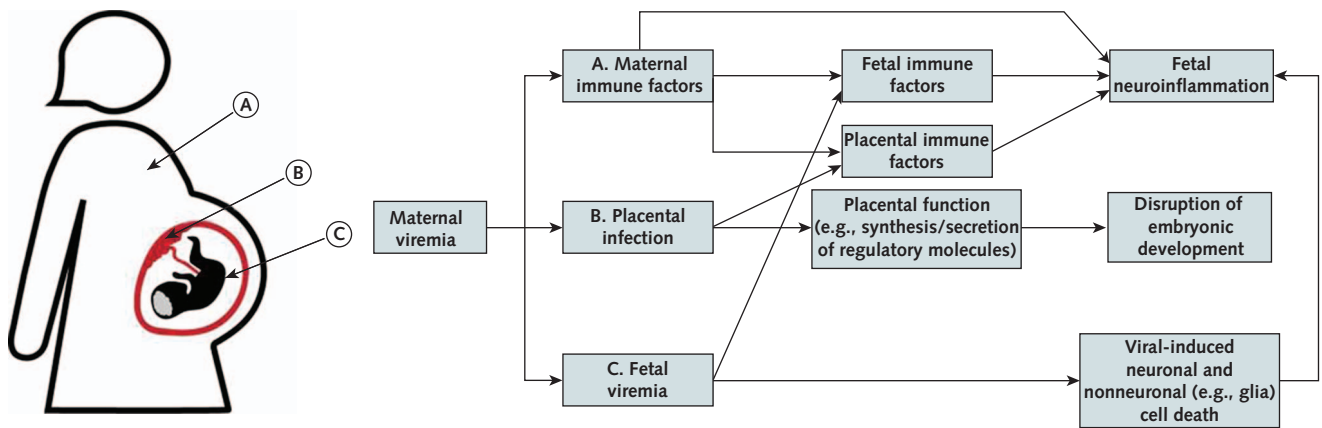 A
B
C
Maternal
viremia
A. Maternal
immune factors
B. Placental
infection
C. Fetal
viremia
Fetal immune
factors
Placental immune
factors
Placental function
(e.g., synthesis/secretion
of regulatory molecules)
Fetal
neuroinflammation
Disruption of
embryonic
development
Viral-induced
neuronal and
nonneuronal (e.g., glia)
cell death